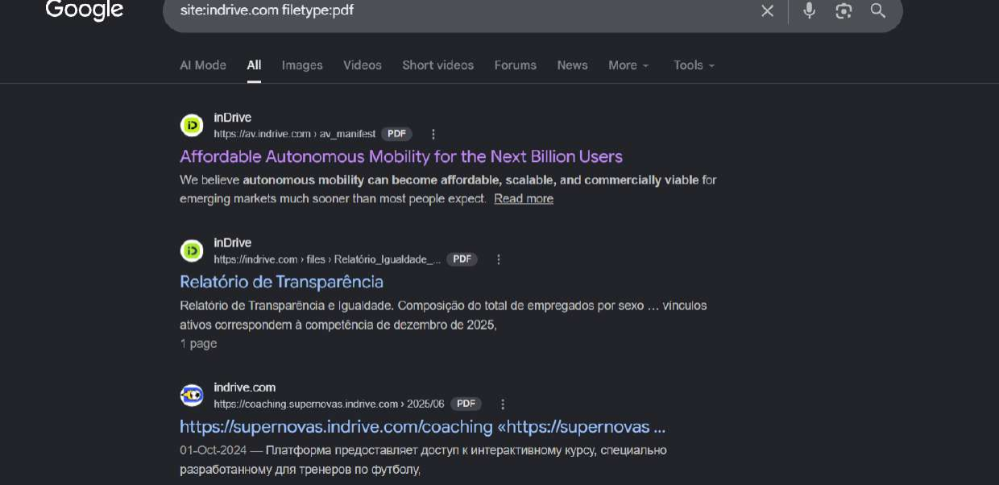 Google
site:indrive.com filetype:pdf
AI Mode All Images Videos Short videos Forums News More Tools
inDrive
https://av.indrive.com › av_manifest PDF
Affordable Autonomous Mobility for the Next Billion Users
We believe autonomous mobility can become affordable, scalable, and commercially viable for
emerging markets much sooner than most people expect. Read more
inDrive
https://indrive.com › files › Relatório_Igualdade_... PDF
Relatório de Transparência
Relatório de Transparência e Igualdade. Composição do total de empregados por sexo ... vínculos
ativos correspondem à competência de dezembro de 2025,
1 page
indrive.com
https://coaching.supernovas.indrive.com › 2025/06 PDF
https://supernovas.indrive.com/coaching «https://supernovas ...
01-Oct-2024 — Платформа предоставляет доступ к интерактивному курсу, специально
разработанному для тренеров по футболу,